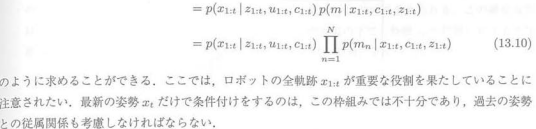 = p(x_{1:t} | z_{1:t}, u_{1:t}, c_{1:t}) p(m | x_{1:t}, c_{1:t}, z_{1:t})
= p(x_{1:t} | z_{1:t}, u_{1:t}, c_{1:t}) ∏_{n=1}^{N} p(m_n | x_{1:t}, c_{1:t}, z_{1:t}) (13.10)
のように求めることができる．ここでは，ロボットの全軌跡 x_{1:t} が重要な役割を果たしていることに
注意されたい．最新の姿勢 x_t だけで条件付けをするのは，この枠組みでは不十分であり，過去の姿勢
との従属関係も考慮しなければならない．